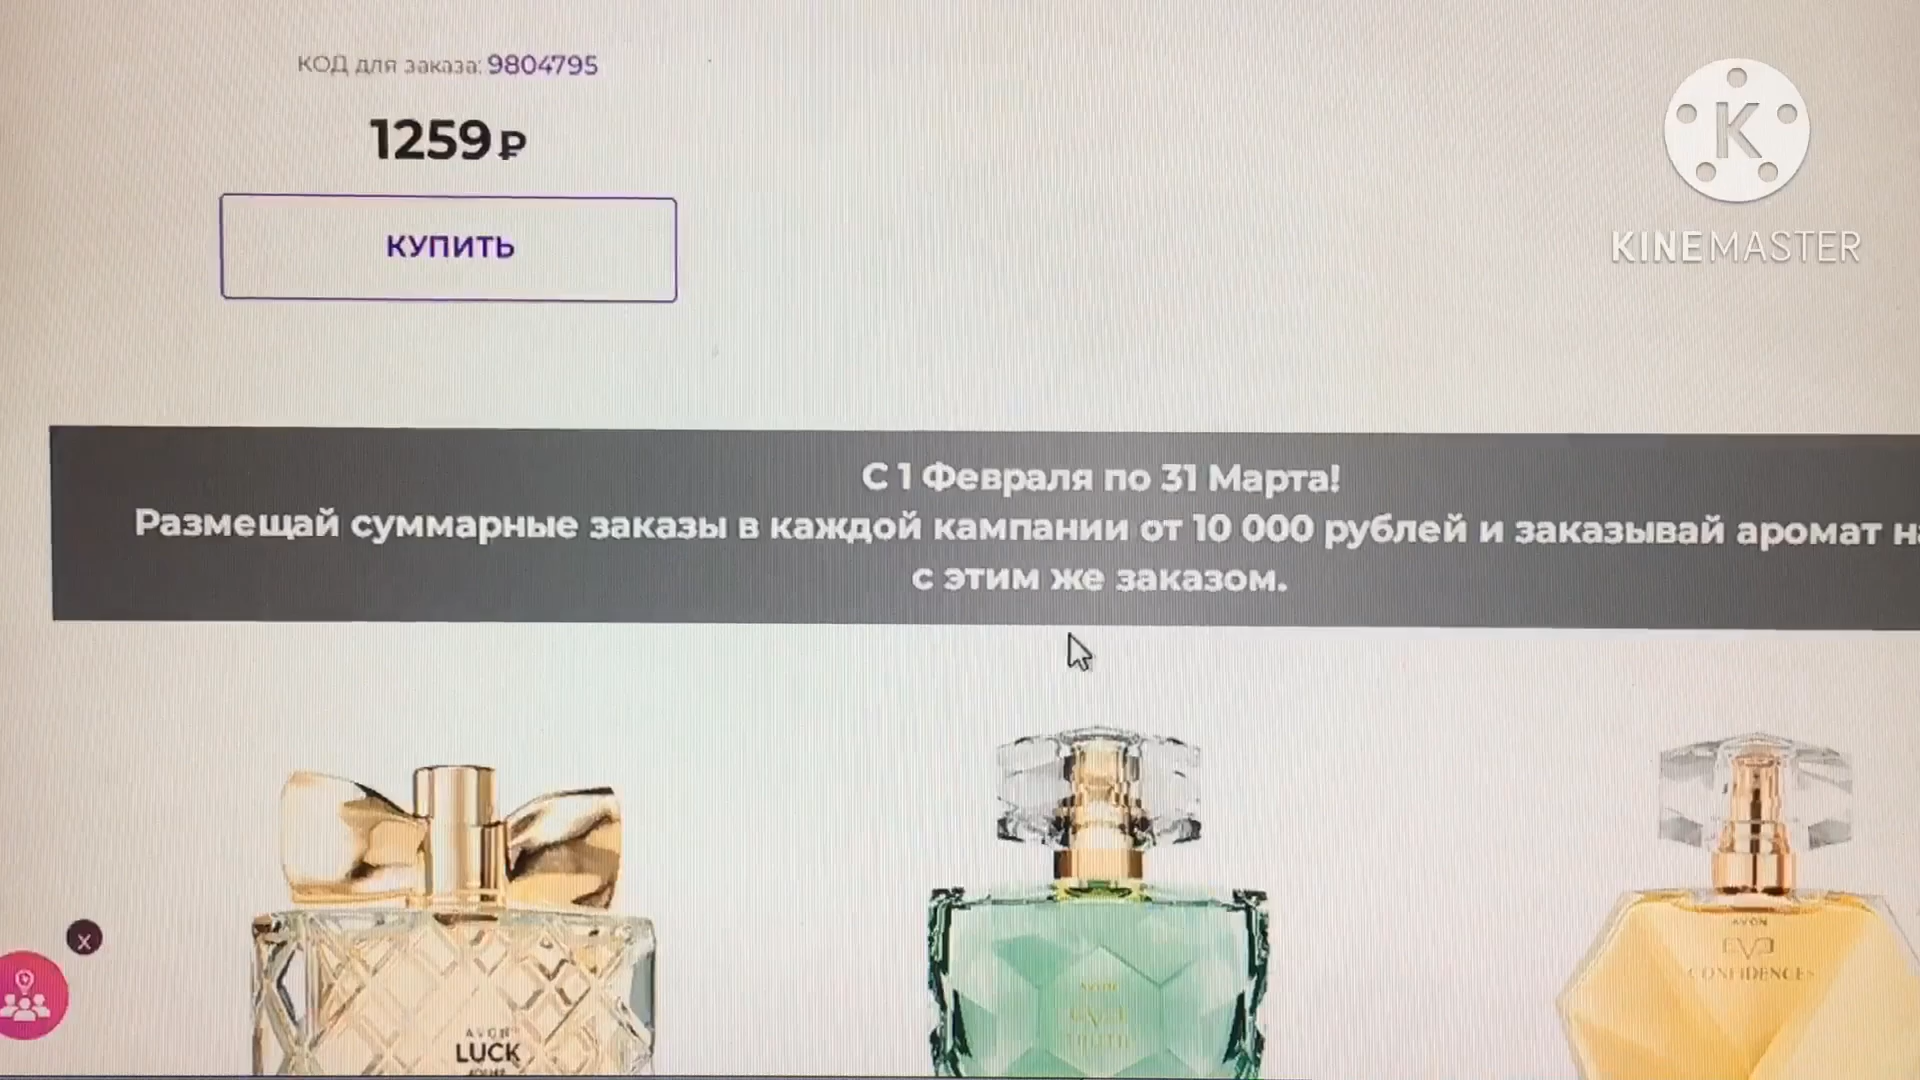 КОД для заказа: 9804795
1259 ₽
КУПИТЬ
K
KINEMASTER
С 1 Февраля по 31 Марта!
Размещай суммарные заказы в каждой кампании от 10 000 рублей и заказывай аромат
с этим же заказом.
x
AVON
LUCK
AVON
AVON
EVE
CONFIDENCE